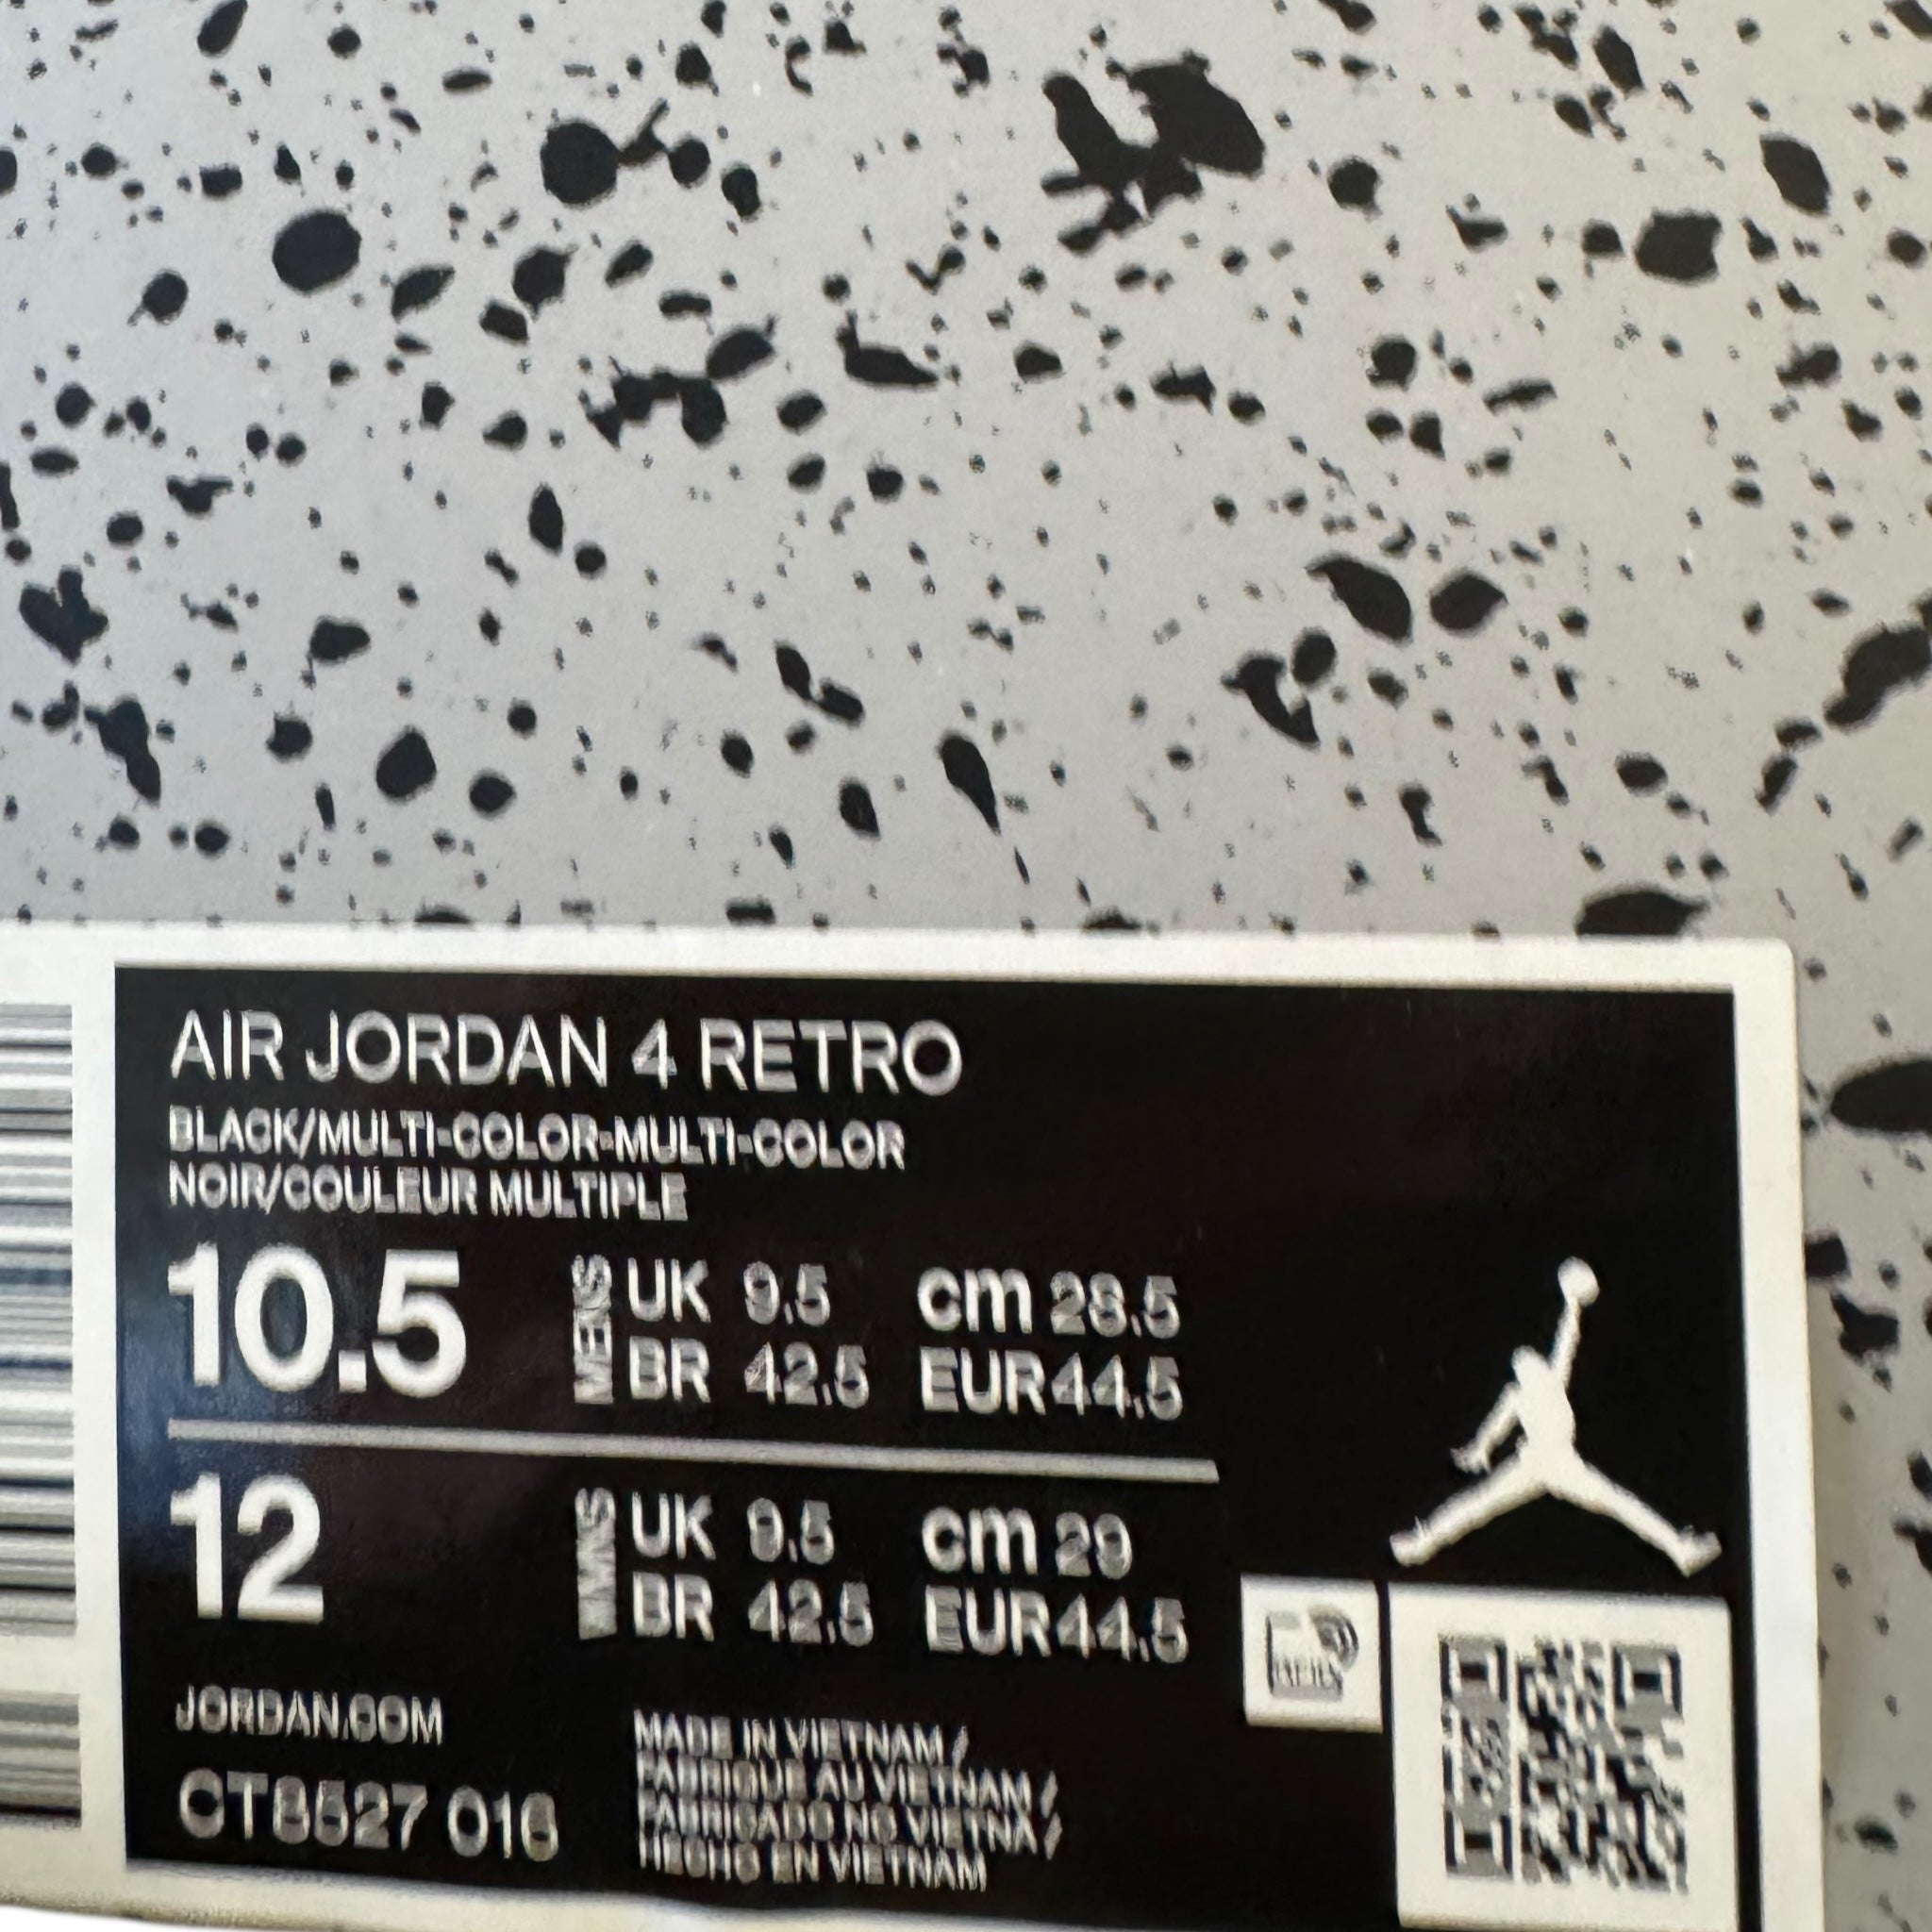 AIR JORDAN 4 RETRO
BLACK/MULTI-COLOR-MULTI-COLOR
NOIR/COULEUR MULTIPLE
10.5 MENS UK 9.5 cm 28.5
BR 42.5 EUR 44.5
12 WMNS UK 9.5 cm 29
BR 42.5 EUR 44.5
JORDAN.COM
CT8527 016
MADE IN VIETNAM /
FABRIQUE AU VIETNAM /
FABRICADO NO VIETNA /
HECHO EN VIETNAM